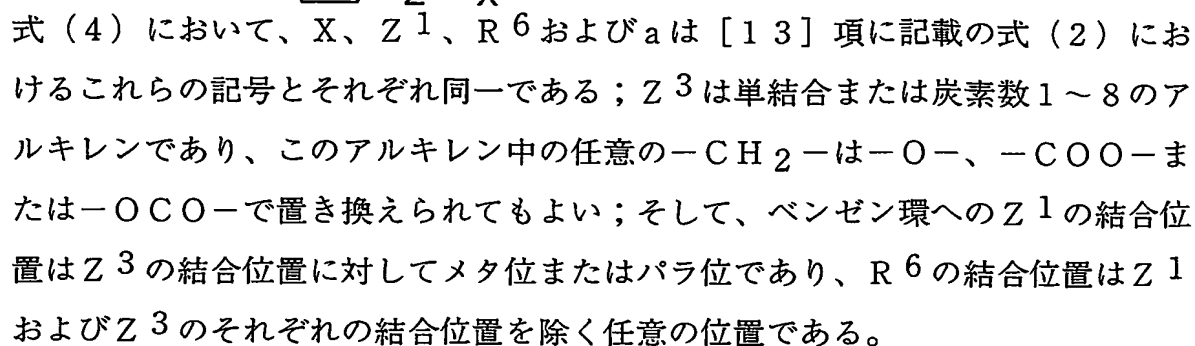 式（4）において、X、Z 1、R 6およびaは［13］項に記載の式（2）にお
けるこれらの記号とそれぞれ同一である；Z 3は単結合または炭素数1～8のア
ルキレンであり、このアルキレン中の任意の－CH 2－は－O－、－COO－ま
たは－OCO－で置き換えられてもよい；そして、ベンゼン環へのZ 1の結合位
置はZ 3の結合位置に対してメタ位またはパラ位であり、R 6の結合位置はZ 1
およびZ 3のそれぞれの結合位置を除く任意の位置である。